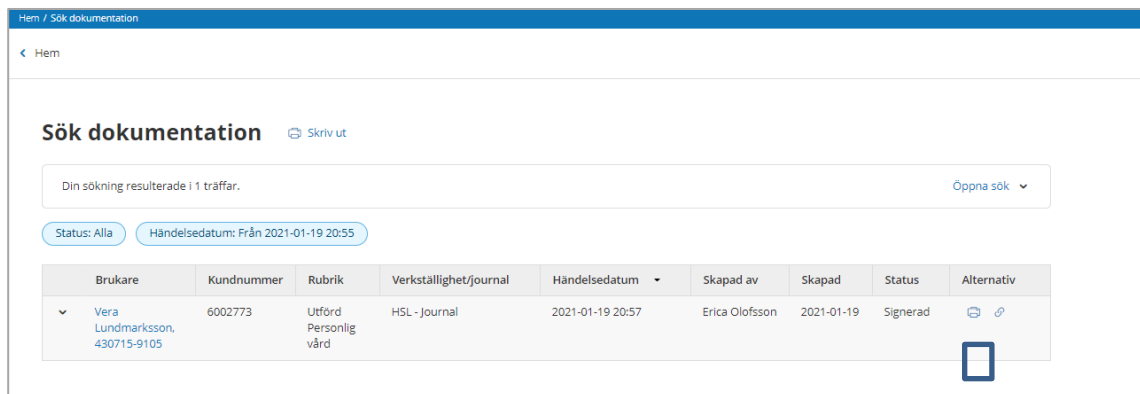 Hem / Sök dokumentation
Hem
Sök dokumentation Skriv ut
Din sökning resulterade i 1 träffar. Öppna sök
Status: Alla Händelsedatum: Från 2021-01-19 20:55
Brukare Kundnummer Rubrik Verkställighet/journal Händelsedatum Skapad av Skapad Status Alternativ
Vera 6002773 Utförd HSL - Journal 2021-01-19 20:57 Erica Olofsson 2021-01-19 Signerad
Lundmarksson, Personlig
430715-9105 vård